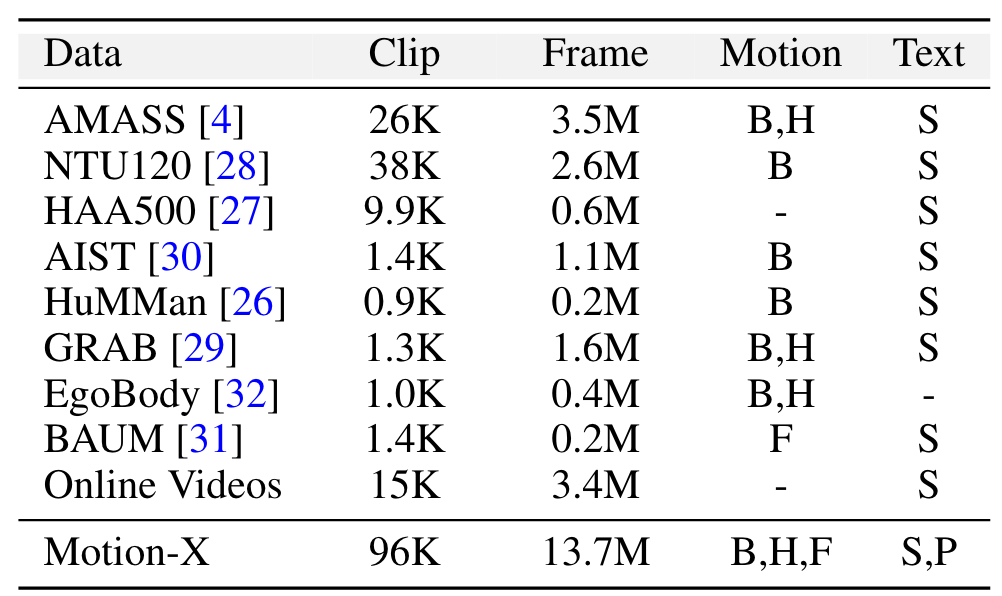 Data Clip Frame Motion Text
AMASS [4] 26K 3.5M B,H S
NTU120 [28] 38K 2.6M B S
HAA500 [27] 9.9K 0.6M - S
AIST [30] 1.4K 1.1M B S
HuMMan [26] 0.9K 0.2M B S
GRAB [29] 1.3K 1.6M B,H S
EgoBody [32] 1.0K 0.4M B,H -
BAUM [31] 1.4K 0.2M F S
Online Videos 15K 3.4M - S
Motion-X 96K 13.7M B,H,F S,P